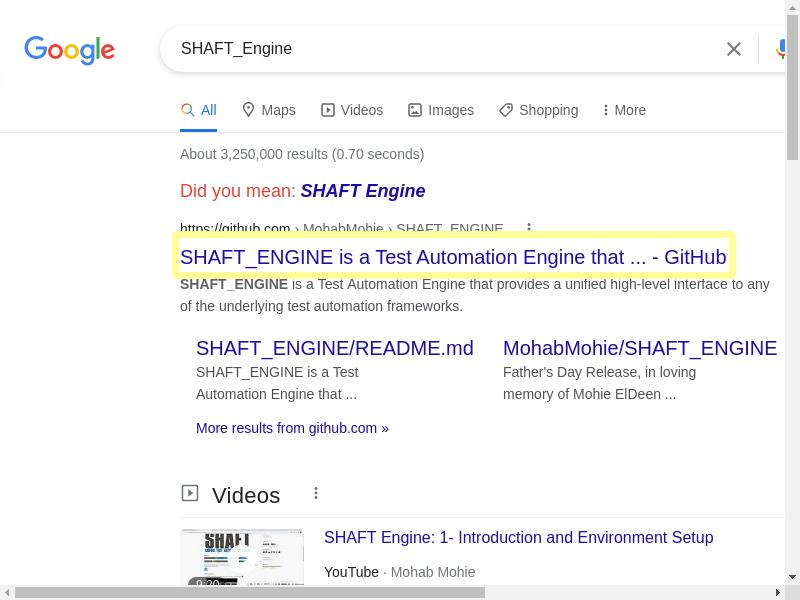 Google
SHAFT_Engine
All Maps Videos Images Shopping More
About 3,250,000 results (0.70 seconds)
Did you mean: SHAFT Engine
https://github.com › MohabMohie › SHAFT_ENGINE
SHAFT_ENGINE is a Test Automation Engine that ... - GitHub
SHAFT_ENGINE is a Test Automation Engine that provides a unified high-level interface to any
of the underlying test automation frameworks.
SHAFT_ENGINE/README.md
SHAFT_ENGINE is a Test
Automation Engine that ...
MohabMohie/SHAFT_ENGINE
Father's Day Release, in loving
memory of Mohie ElDeen ...
More results from github.com »
Videos
SHAFT Engine: 1- Introduction and Environment Setup
SHAFT
9:20
YouTube · Mohab Mohie